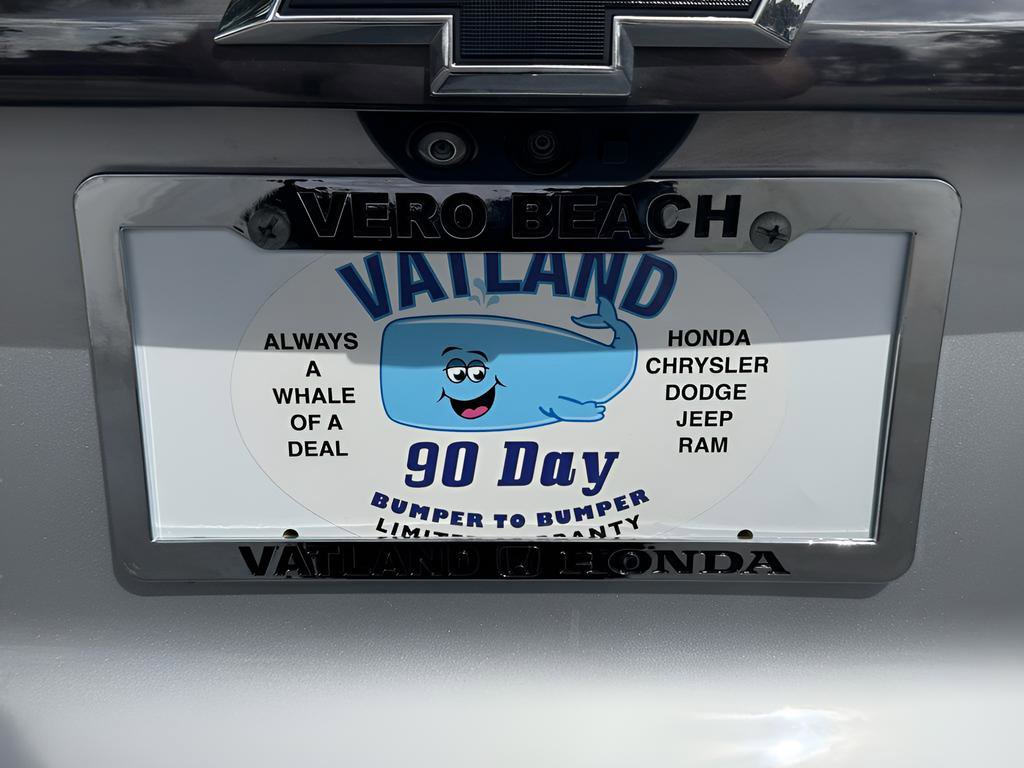 VERO BEACH
VATLAND
ALWAYS
A
WHALE
OF A
DEAL
HONDA
CHRYSLER
DODGE
JEEP
RAM
90 Day
BUMPER TO BUMPER
VATLAND HONDA